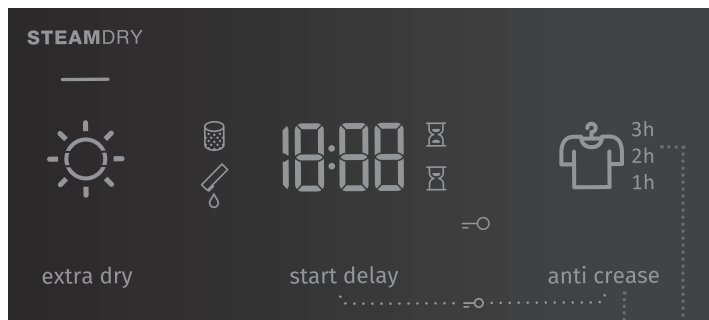 STEAMDRY
18:88
3h
2h
1h
extra dry
start delay
anti crease